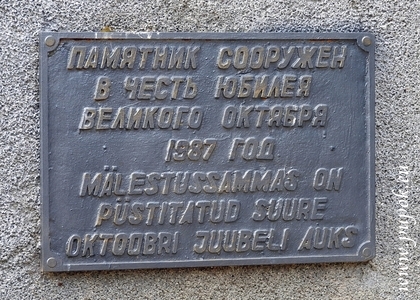 ПАМЯТНИК СООРУЖЕН
В ЧЕСТЬ ЮБИЛЕЯ
ВЕЛИКОГО ОКТЯБРЯ
1987 ГОД
MÄLESTUSSAMMAS ON
PÜSTITATUD SUURE
OKTOOBRI JUUBELI AUKS